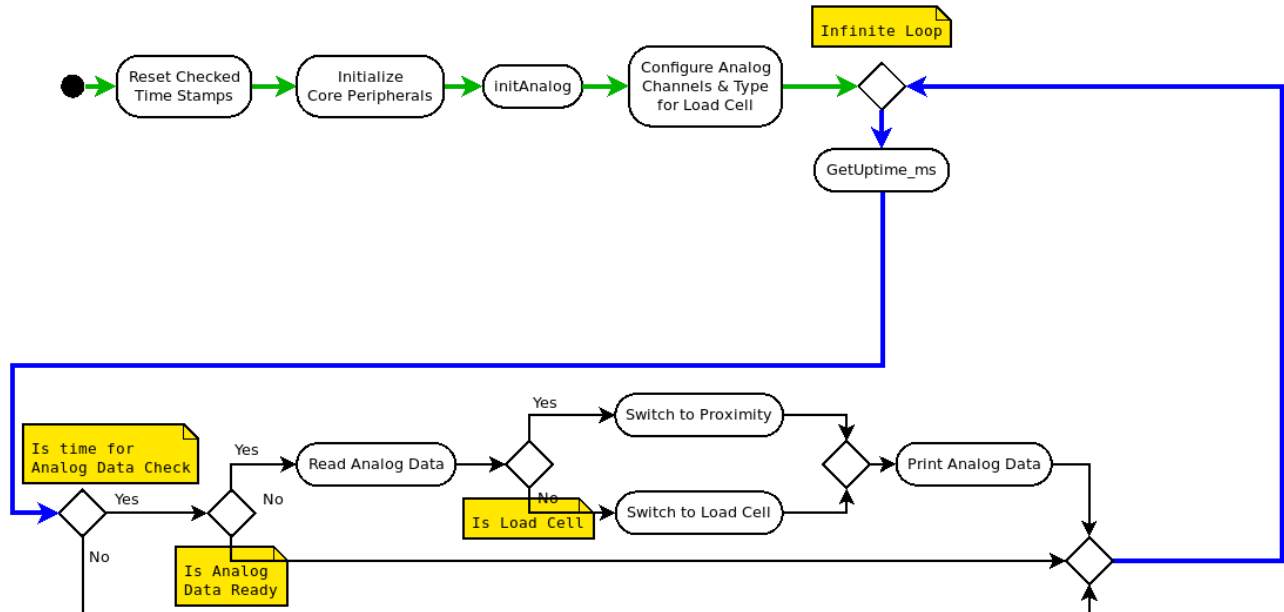 Infinite Loop
Reset Checked
Time Stamps
Initialize
Core Peripherals
initAnalog
Configure Analog
Channels & Type
for Load Cell
GetUptime_ms
Is time for
Analog Data Check
Yes
No
Yes
No
Is Analog
Data Ready
Read Analog Data
Yes
No
Is Load Cell
Switch to Proximity
Switch to Load Cell
Print Analog Data